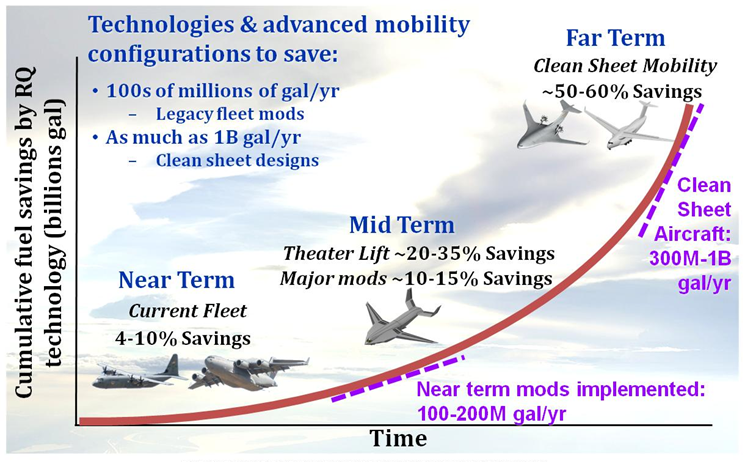 Technologies & advanced mobility
configurations to save:
• 100s of millions of gal/yr
– Legacy fleet mods
• As much as 1B gal/yr
– Clean sheet designs
Far Term
Clean Sheet Mobility
~50-60% Savings
Clean
Sheet
Aircraft:
300M-1B
gal/yr
Mid Term
Theater Lift ~20-35% Savings
Major mods ~10-15% Savings
Near Term
Current Fleet
4-10% Savings
Near term mods implemented:
100-200M gal/yr
Cumulative fuel savings by RQ
technology (billions gal)
Time